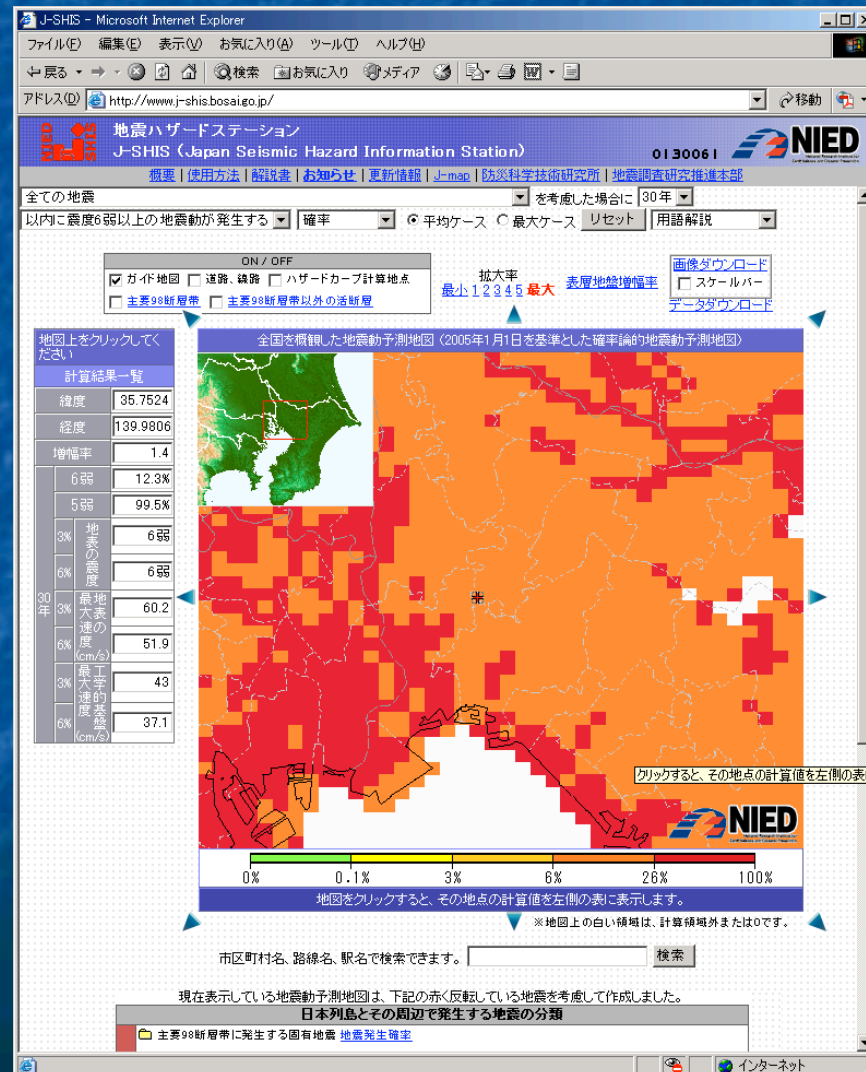 J-SHIS - Microsoft Internet Explorer
ファイル(F) 編集(E) 表示(V) お気に入り(A) ツール(T) ヘルプ(H)
戻る 検索 お気に入り メディア
アドレス(D) http://www.j-shis.bosai.go.jp/ 移動
NIED J-SHIS
地震ハザードステーション
J-SHIS (Japan Seismic Hazard Information Station)
0130061 NIED
概要 | 使用方法 | 解説書 | お知らせ | 更新情報 | J-map | 防災科学技術研究所 | 地震調査研究推進本部
全ての地震 を考慮した場合に 30年
以内に震度6弱以上の地震動が発生する 確率 平均ケース 最大ケース リセット 用語解説
ON / OFF
ガイド地図 道路、線路 ハザードカーブ計算地点
主要98断層帯 主要98断層帯以外の活断層
拡大率
最小 1 2 3 4 5 最大
表層地盤増幅率
画像ダウンロード
スケールバー
データダウンロード
地図上をクリックしてください
計算結果一覧
緯度 35.7524
経度 139.9806
増幅率 1.4
30年
6弱 12.3%
5弱 99.5%
地表の震度
3% 6弱
6% 6弱
地表の最大速度(cm/s)
3% 60.2
6% 51.9
工学的基盤最大速度(cm/s)
3% 43
6% 37.1
全国を概観した地震動予測地図 (2005年1月1日を基準とした確率論的地震動予測地図)
クリックすると、その地点の計算値を左側の表
NIED
0% 0.1% 3% 6% 26% 100%
地図をクリックすると、その地点の計算値を左側の表に表示します。
※地図上の白い領域は、計算領域外または0です。
市区町村名、路線名、駅名で検索できます。 検索
現在表示している地震動予測地図は、下記の赤く反転している地震を考慮して作成しました。
日本列島とその周辺で発生する地震の分類
主要98断層帯に発生する固有地震 地震発生確率
インターネット